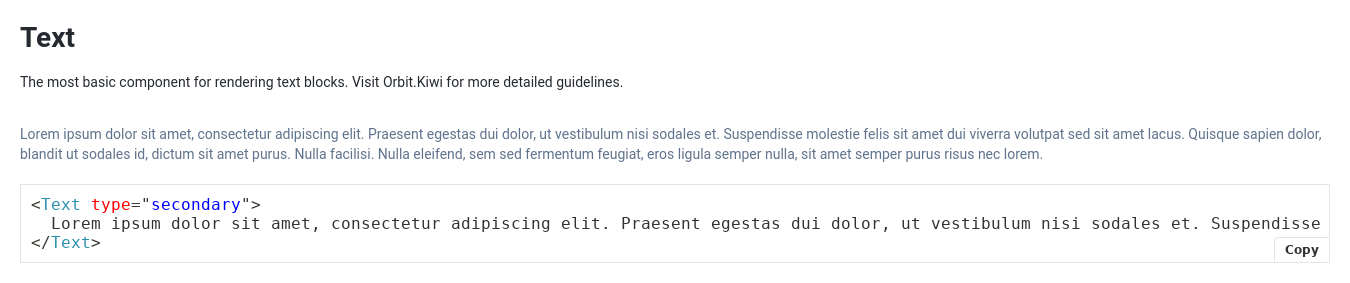 Text
The most basic component for rendering text blocks. Visit Orbit.Kiwi for more detailed guidelines.
Lorem ipsum dolor sit amet, consectetur adipiscing elit. Praesent egestas dui dolor, ut vestibulum nisi sodales et. Suspendisse molestie felis sit amet dui viverra volutpat sed sit amet lacus. Quisque sapien dolor,
blandit ut sodales id, dictum sit amet purus. Nulla facilisi. Nulla eleifend, sem sed fermentum feugiat, eros ligula semper nulla, sit amet semper purus risus nec lorem.
<Text type="secondary">
  Lorem ipsum dolor sit amet, consectetur adipiscing elit. Praesent egestas dui dolor, ut vestibulum nisi sodales et. Suspendisse
</Text>
Copy